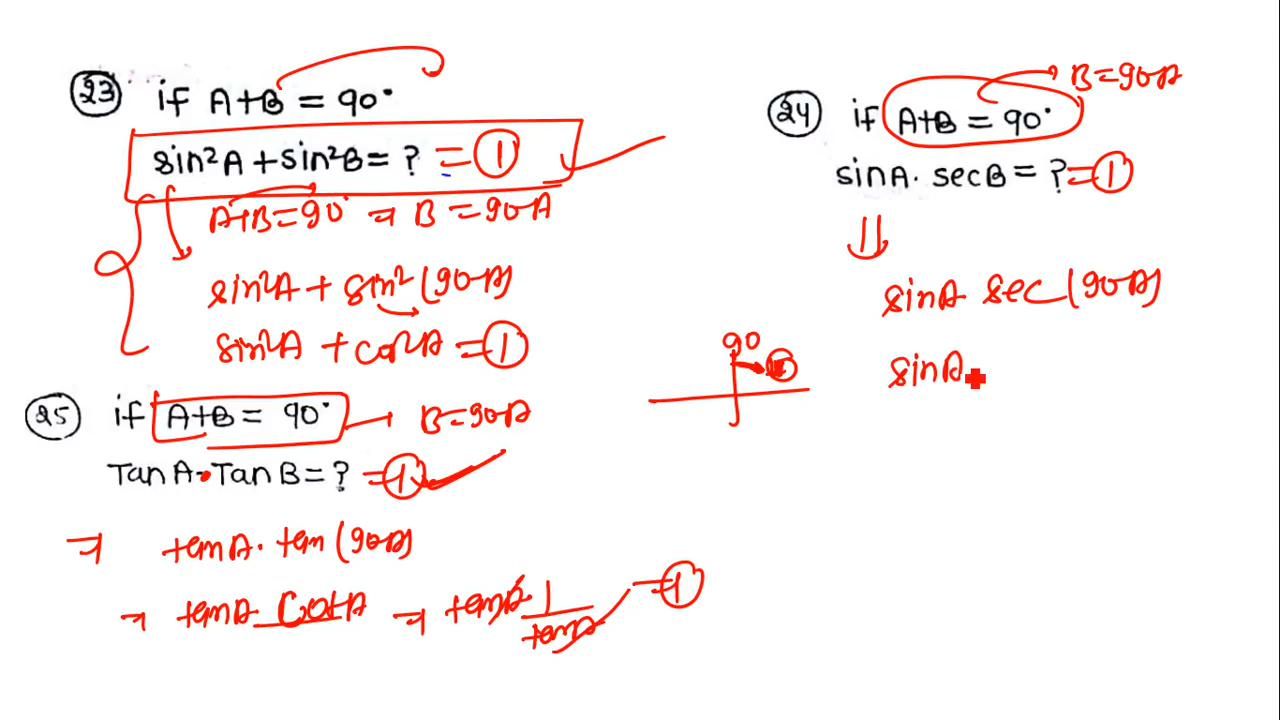 23 if A+B = 90°
sin²A + sin²B = ? = 1
A+B=90° ⇒ B = 90-A
sin²A + sin²(90-A)
sin²A + cos²A = 1
25 if A+B = 90° → B=90-A
Tan A · Tan B = ? = 1
⇒ tanA · tan(90-A)
⇒ tanA CotA ⇒ tanA · 1/tanA = 1
24 if A+B = 90° → B=90-A
sinA · secB = ? = 1
⇓
sinA sec(90-A)
sinA
90